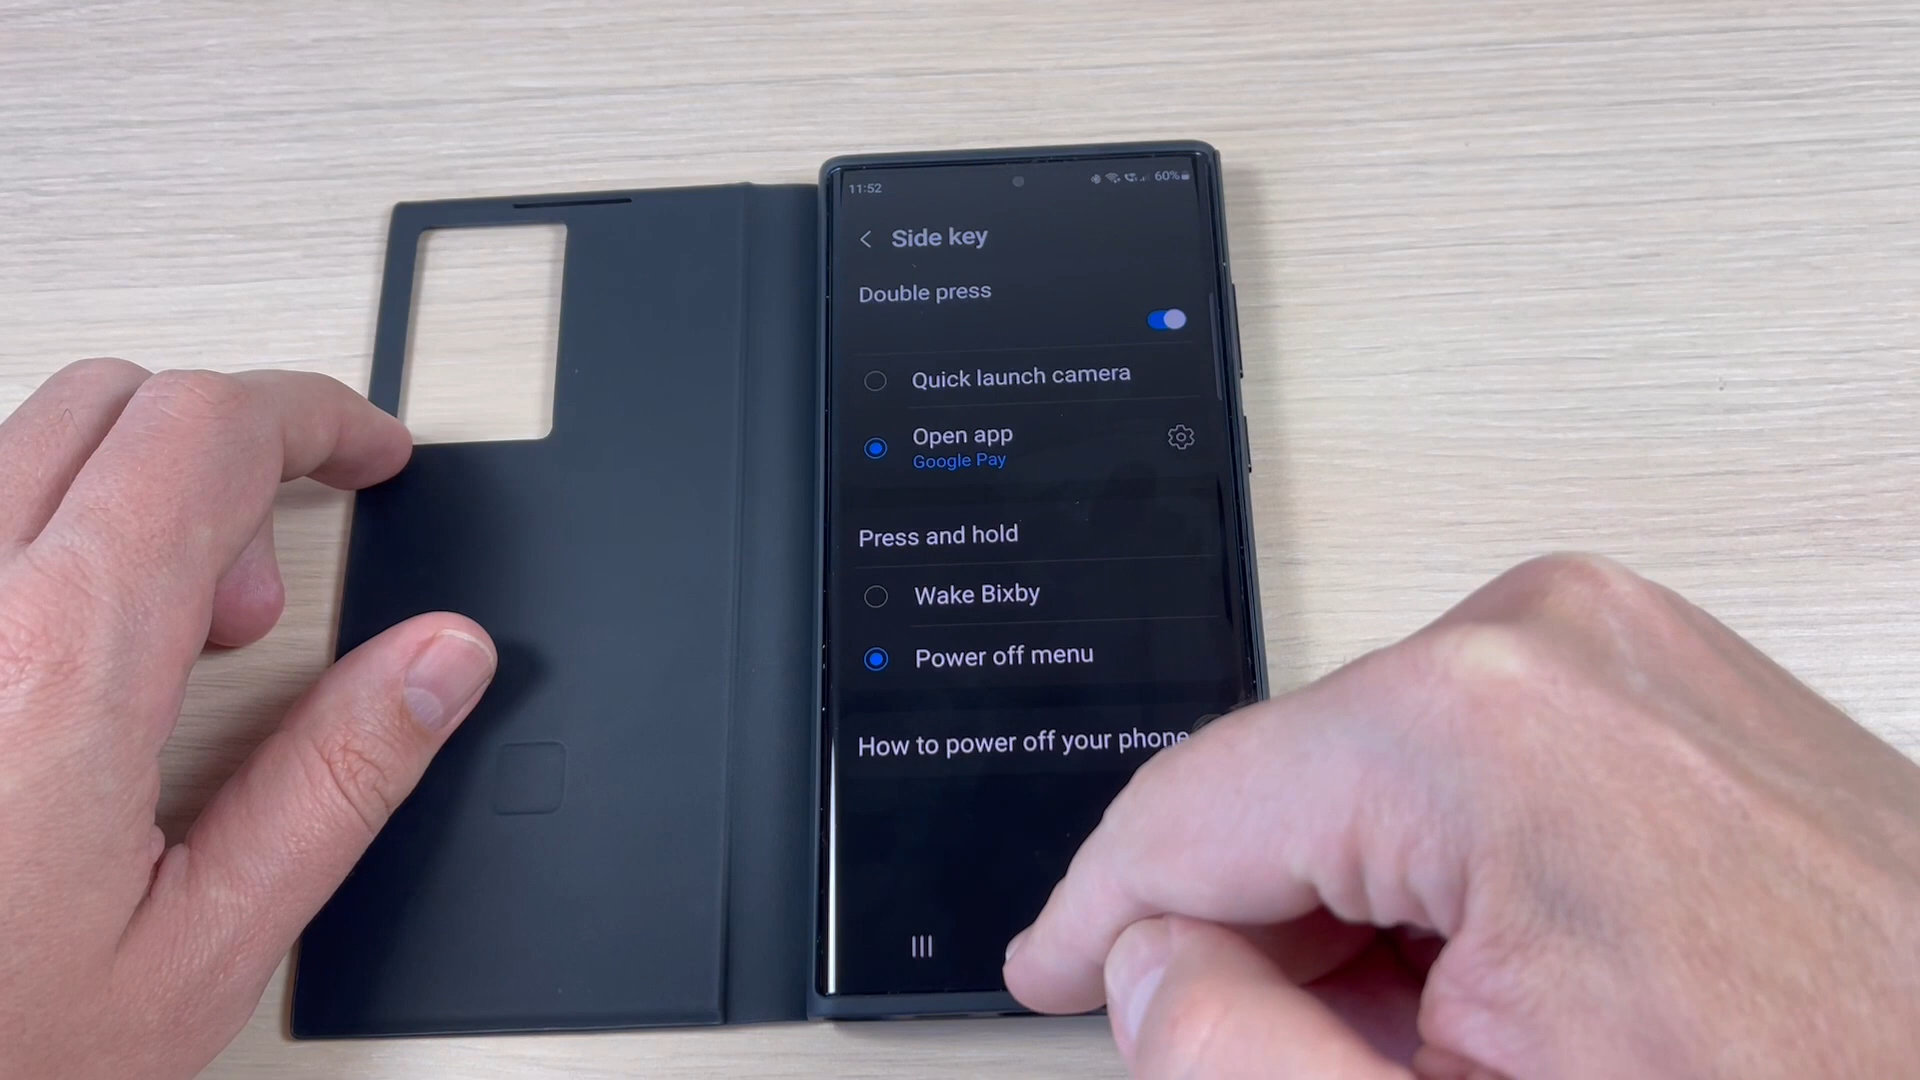 11:52
60%
Side key
Double press
Quick launch camera
Open app
Google Pay
Press and hold
Wake Bixby
Power off menu
How to power off your phone